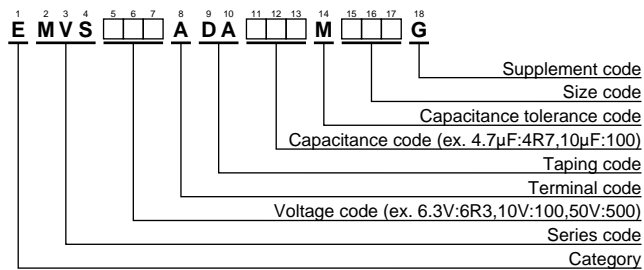 1 2 3 4 5 6 7 8 9 10 11 12 13 14 15 16 17 18
E MVS A DA M G
Supplement code
Size code
Capacitance tolerance code
Capacitance code (ex. 4.7μF:4R7,10μF:100)
Taping code
Terminal code
Voltage code (ex. 6.3V:6R3,10V:100,50V:500)
Series code
Category